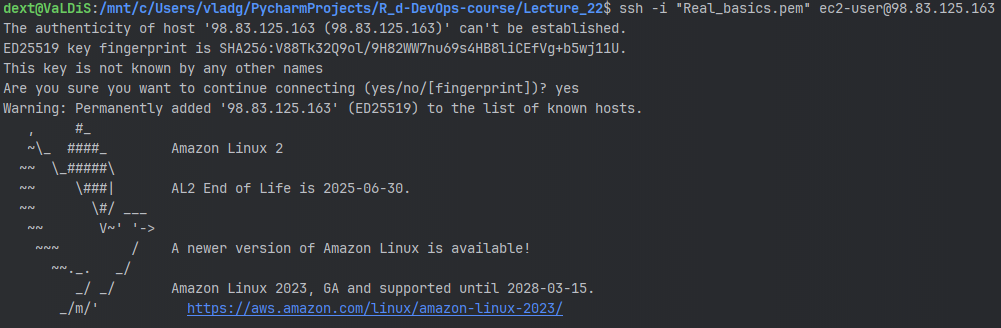 dext@VaLDiS:/mnt/c/Users/vladg/PycharmProjects/R_d-DevOps-course/Lecture_22$ ssh -i "Real_basics.pem" ec2-user@98.83.125.163
The authenticity of host '98.83.125.163 (98.83.125.163)' can't be established.
ED25519 key fingerprint is SHA256:V88Tk32Q9ol/9H82WW7nu69s4HB8liCEfVg+b5wj11U.
This key is not known by any other names
Are you sure you want to continue connecting (yes/no/[fingerprint])? yes
Warning: Permanently added '98.83.125.163' (ED25519) to the list of known hosts.
   ,     #_
   ~\_  ####_        Amazon Linux 2
  ~~  \_#####\
  ~~     \###|       AL2 End of Life is 2025-06-30.
  ~~       \#/ ___
   ~~       V~' '->
    ~~~         /    A newer version of Amazon Linux is available!
      ~~._.   _/
         _/ _/       Amazon Linux 2023, GA and supported until 2028-03-15.
       _/m/'           https://aws.amazon.com/linux/amazon-linux-2023/